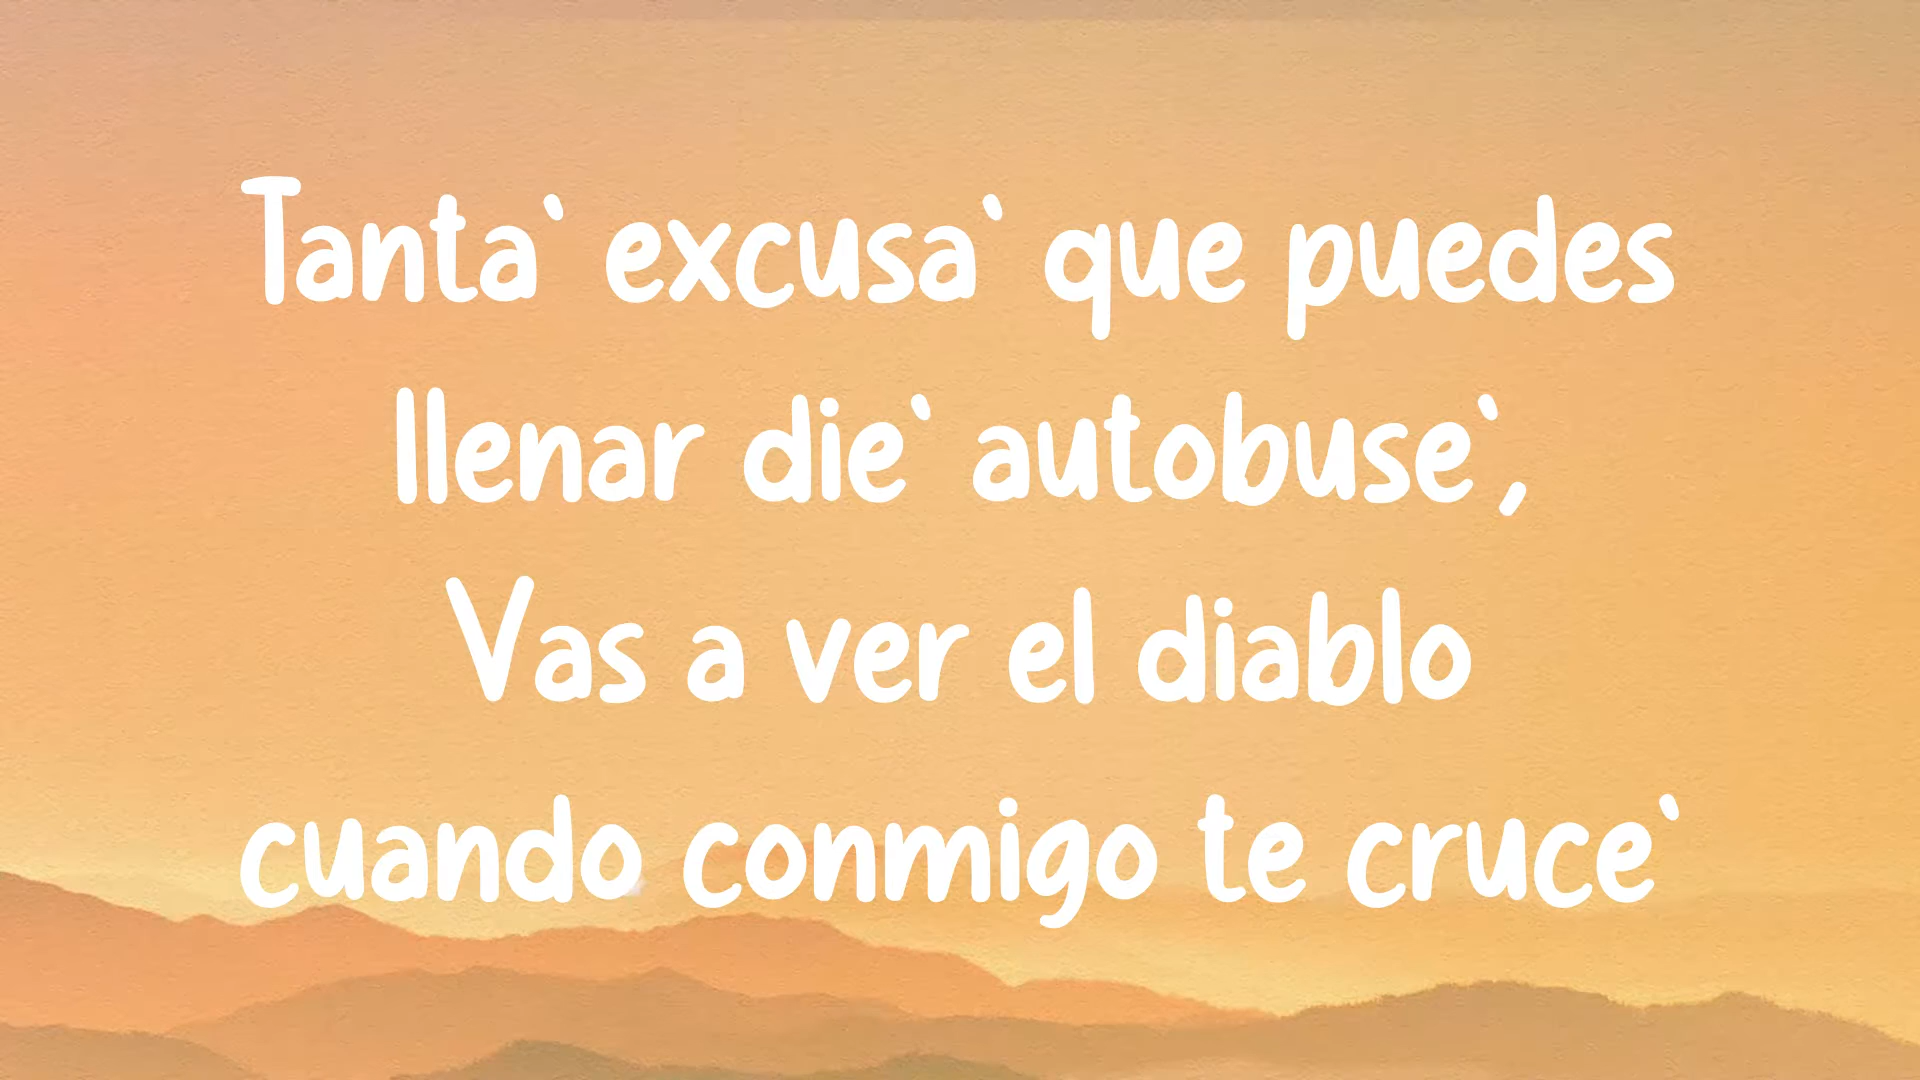 Tanta` excusa` que puedes
llenar die` autobuse`,
Vas a ver el diablo
cuando conmigo te cruce`